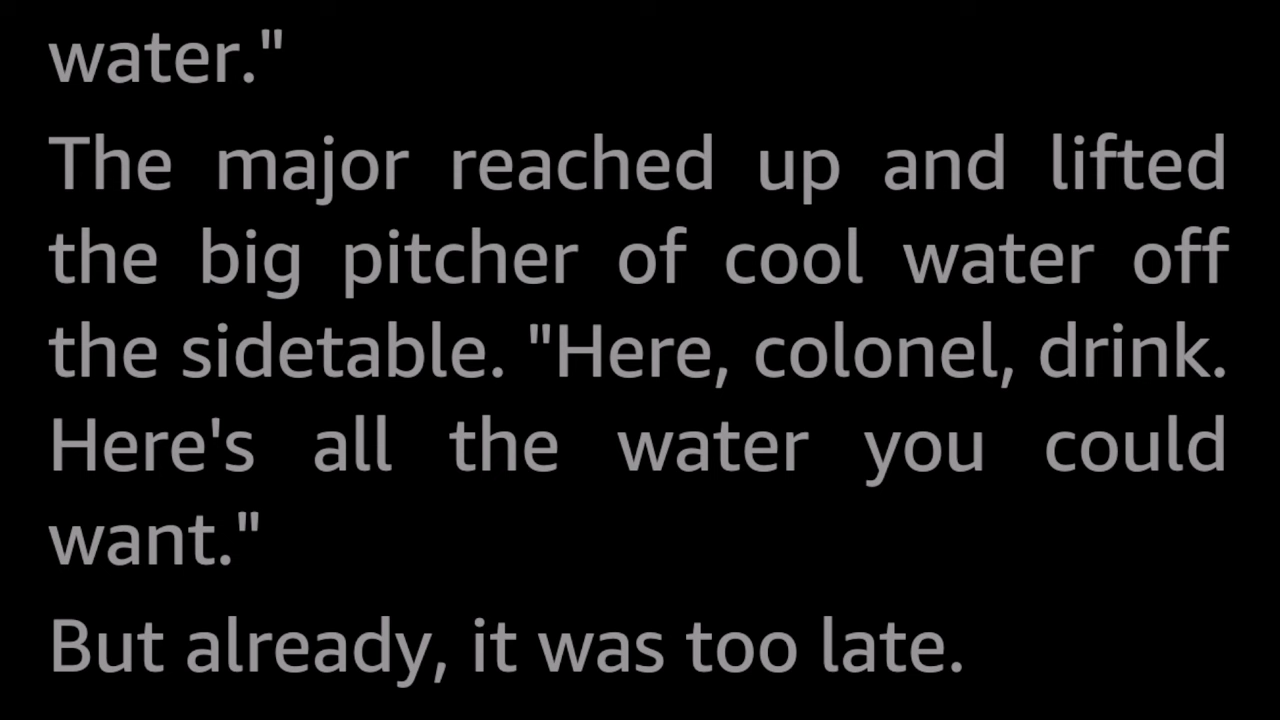 water."
The major reached up and lifted
the big pitcher of cool water off
the sidetable. "Here, colonel, drink.
Here's all the water you could
want."
But already, it was too late.